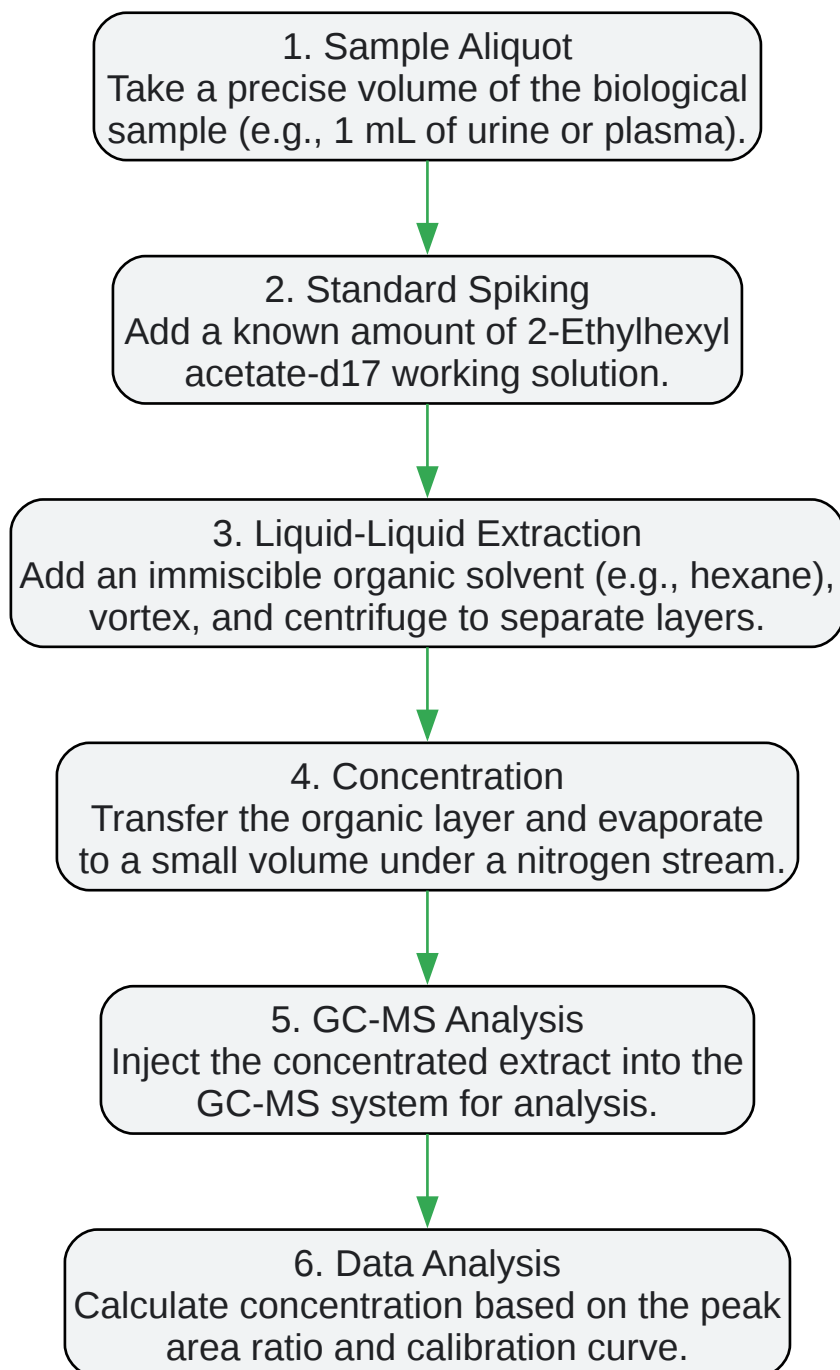 1. Sample Aliquot
Take a precise volume of the biological
sample (e.g., 1 mL of urine or plasma).
2. Standard Spiking
Add a known amount of 2-Ethylhexyl
acetate-d17 working solution.
3. Liquid-Liquid Extraction
Add an immiscible organic solvent (e.g., hexane),
vortex, and centrifuge to separate layers.
4. Concentration
Transfer the organic layer and evaporate
to a small volume under a nitrogen stream.
5. GC-MS Analysis
Inject the concentrated extract into the
GC-MS system for analysis.
6. Data Analysis
Calculate concentration based on the peak
area ratio and calibration curve.